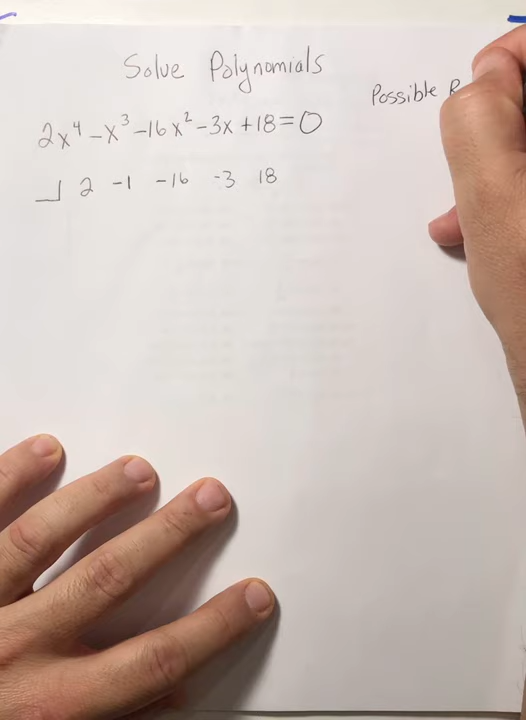 Solve Polynomials
Possible
2x⁴ -x³ -16x² -3x +18=0
2 -1 -16 -3 18